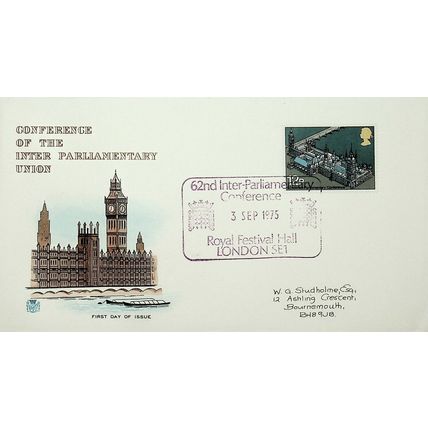 CONFERENCE
OF THE
INTER PARLIAMENTARY
UNION
FIRST DAY OF ISSUE
12p
62nd Inter-Parliamentary
Conference
3 SEP 1975
Royal Festival Hall
LONDON SE1
W. G. Studholme, Esq.
12 Ashling Crescent,
Bournemouth,
BH8 9JB.